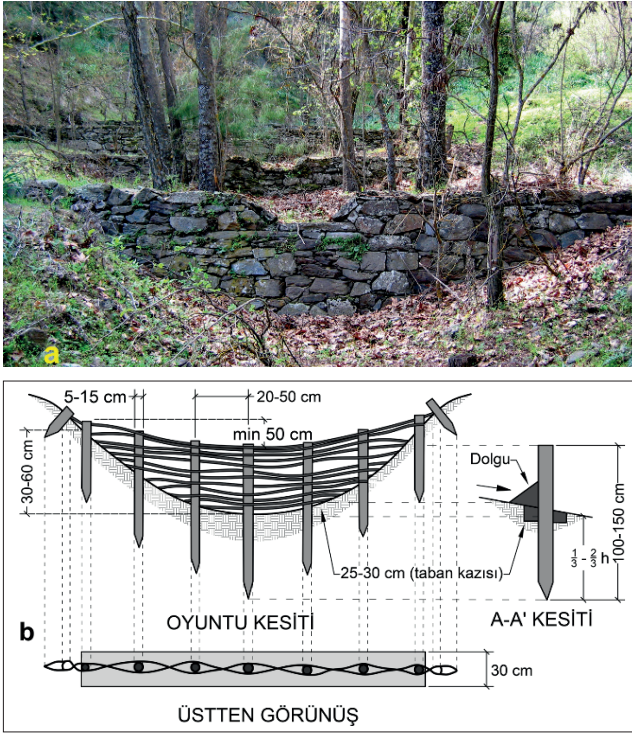 a
5-15 cm
20-50 cm
min 50 cm
30-60 cm
Dolgu
100-150 cm
25-30 cm (taban kazısı)
1/3 - 2/3 h
OYUNTU KESİTİ
A-A' KESİTİ
b
30 cm
ÜSTTEN GÖRÜNÜŞ